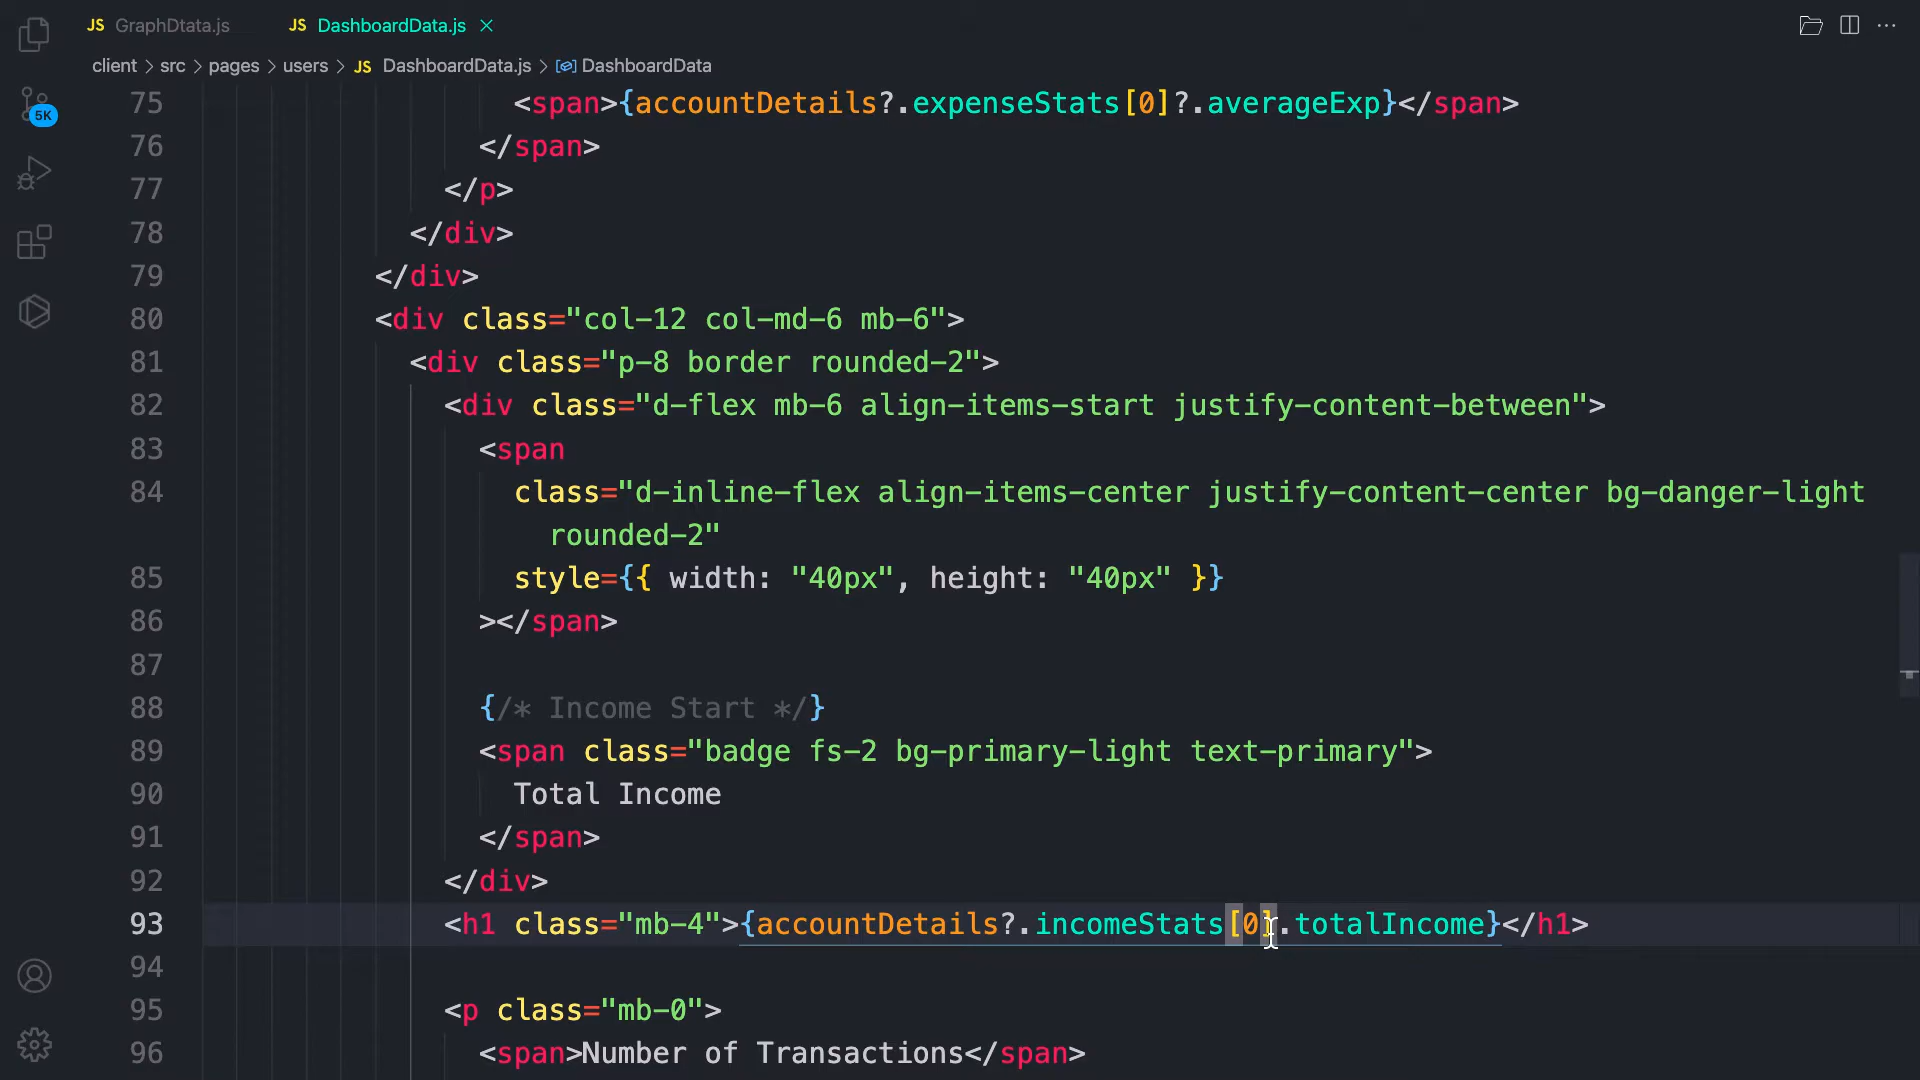 JS GraphDtata.js JS DashboardData.js
client > src > pages > users > JS DashboardData.js > DashboardData
5K
75 <span>{accountDetails?.expenseStats[0]?.averageExp}</span>
76 </span>
77 </p>
78 </div>
79 </div>
80 <div class="col-12 col-md-6 mb-6">
81 <div class="p-8 border rounded-2">
82 <div class="d-flex mb-6 align-items-start justify-content-between">
83 <span
84 class="d-inline-flex align-items-center justify-content-center bg-danger-light
rounded-2"
85 style={{ width: "40px", height: "40px" }}
86 ></span>
87
88 {/* Income Start */}
89 <span class="badge fs-2 bg-primary-light text-primary">
90 Total Income
91 </span>
92 </div>
93 <h1 class="mb-4">{accountDetails?.incomeStats[0].totalIncome}</h1>
94
95 <p class="mb-0">
96 <span>Number of Transactions</span>